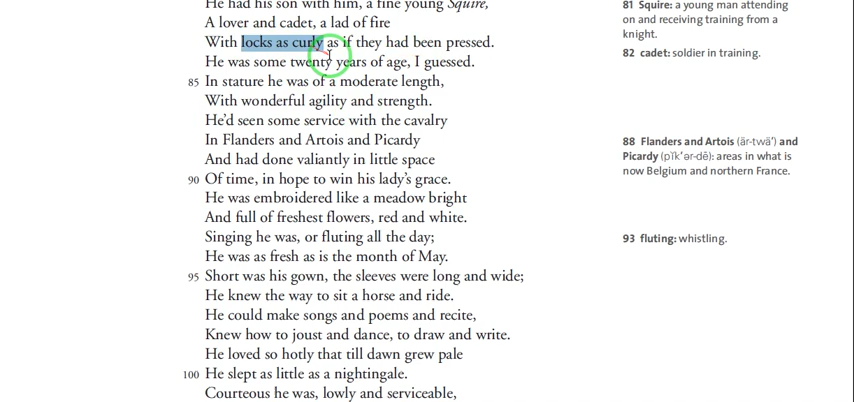 He had his son with him, a fine young Squire,
A lover and cadet, a lad of fire
With locks as curly as if they had been pressed.
He was some twenty years of age, I guessed.
85 In stature he was of a moderate length,
With wonderful agility and strength.
He'd seen some service with the cavalry
In Flanders and Artois and Picardy
And had done valiantly in little space
90 Of time, in hope to win his lady's grace.
He was embroidered like a meadow bright
And full of freshest flowers, red and white.
Singing he was, or fluting all the day;
He was as fresh as is the month of May.
95 Short was his gown, the sleeves were long and wide;
He knew the way to sit a horse and ride.
He could make songs and poems and recite,
Knew how to joust and dance, to draw and write.
He loved so hotly that till dawn grew pale
100 He slept as little as a nightingale.
Courteous he was, lowly and serviceable,
81 Squire: a young man attending
on and receiving training from a
knight.
82 cadet: soldier in training.
88 Flanders and Artois (är-twä') and
Picardy (pĭk'ər-dē): areas in what is
now Belgium and northern France.
93 fluting: whistling.